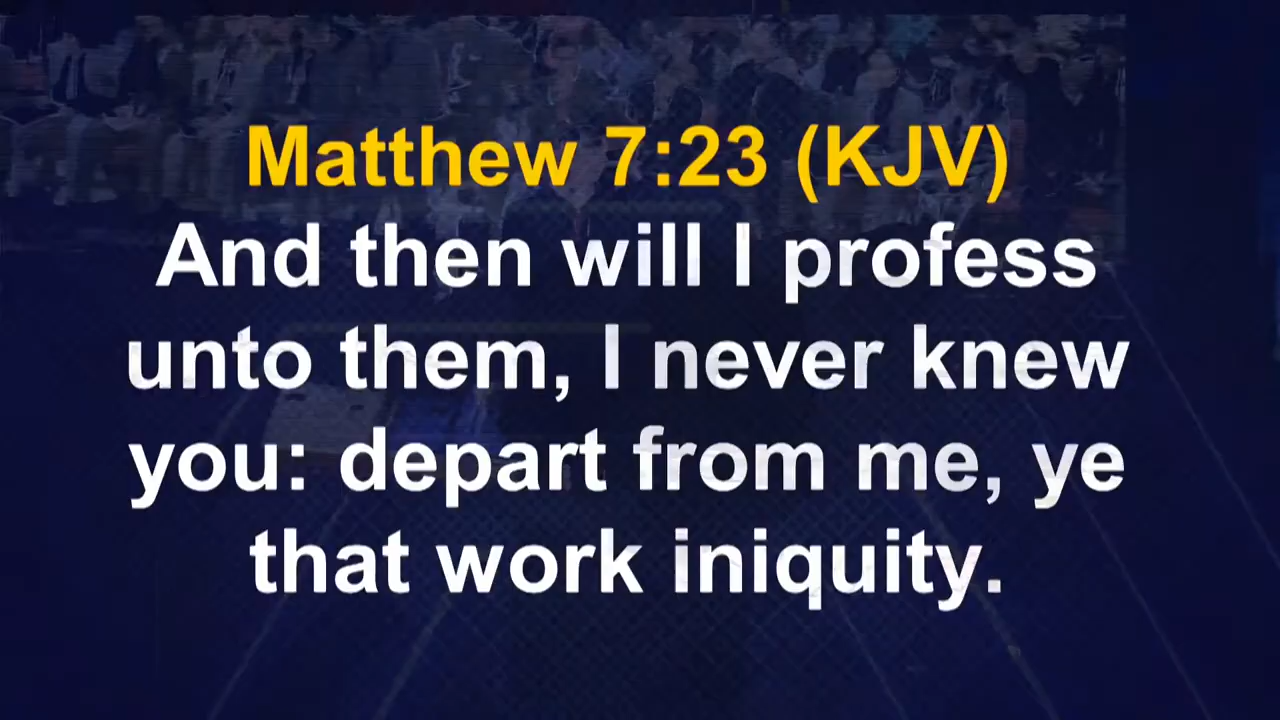 Matthew 7:23 (KJV)
And then will I profess
unto them, I never knew
you: depart from me, ye
that work iniquity.